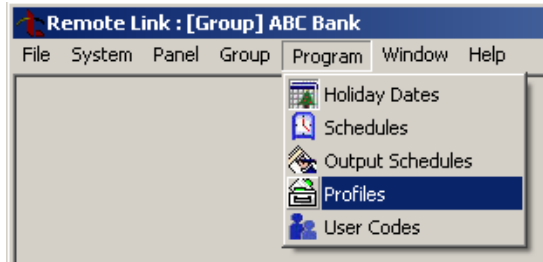 Remote Link : [Group] ABC Bank
File System Panel Group Program Window Help
Holiday Dates
Schedules
Output Schedules
Profiles
User Codes